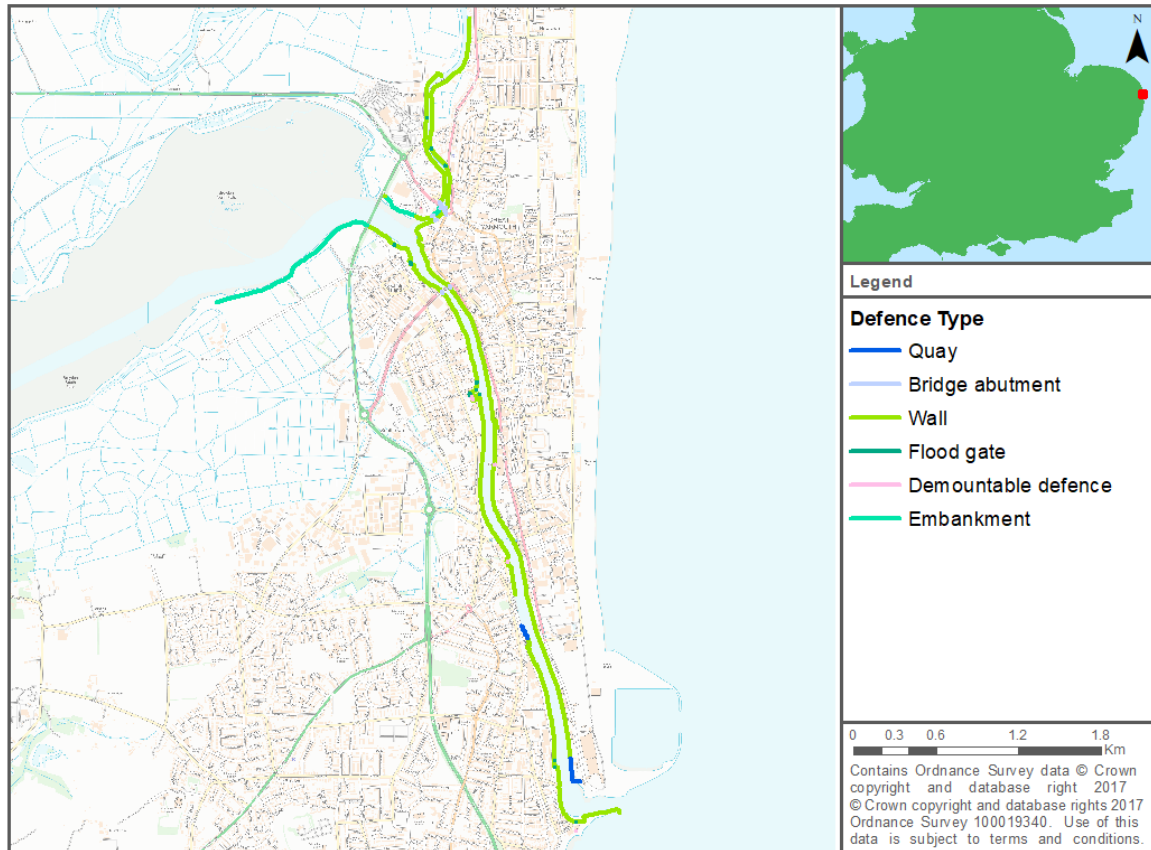 GREAT
YARMOUTH
N
Legend
Defence Type
Quay
Bridge abutment
Wall
Flood gate
Demountable defence
Embankment
0 0.3 0.6 1.2 1.8
Km
Contains Ordnance Survey data © Crown
copyright and database right 2017
© Crown copyright and database rights 2017
Ordnance Survey 100019340. Use of this
data is subject to terms and conditions.